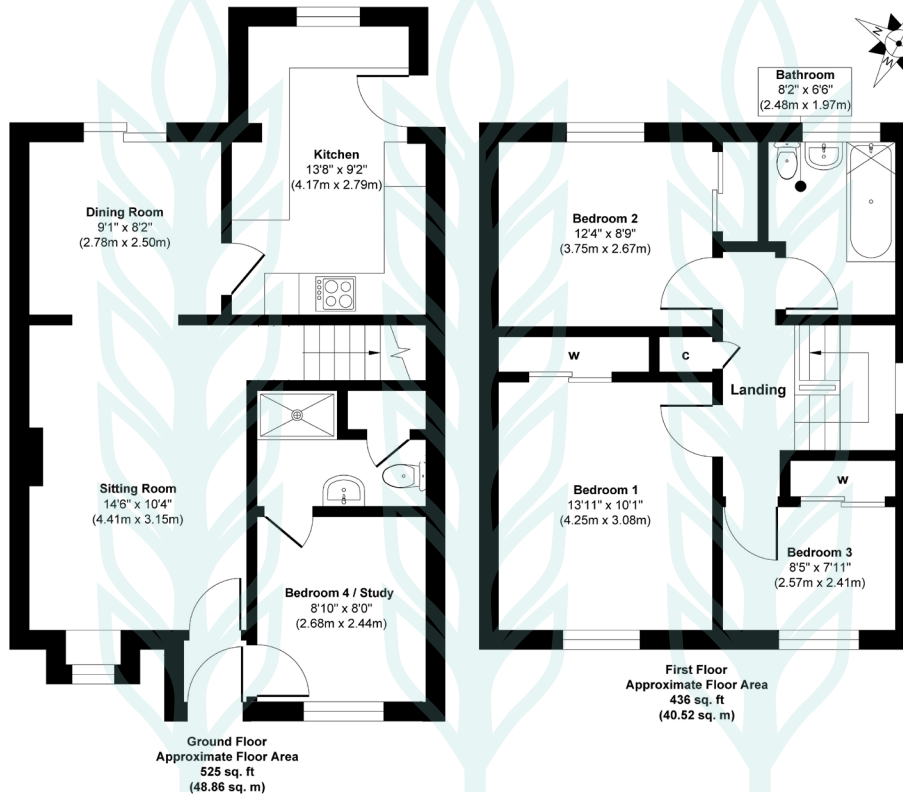 Kitchen
13'8" x 9'2"
(4.17m x 2.79m)
Dining Room
9'1" x 8'2"
(2.78m x 2.50m)
Sitting Room
14'6" x 10'4"
(4.41m x 3.15m)
Bedroom 4 / Study
8'10" x 8'0"
(2.68m x 2.44m)
Ground Floor
Approximate Floor Area
525 sq. ft
(48.86 sq. m)
N
Bathroom
8'2" x 6'6"
(2.48m x 1.97m)
Bedroom 2
12'4" x 8'9"
(3.75m x 2.67m)
W
C
Landing
Bedroom 1
13'11" x 10'1"
(4.25m x 3.08m)
W
Bedroom 3
8'5" x 7'11"
(2.57m x 2.41m)
First Floor
Approximate Floor Area
436 sq. ft
(40.52 sq. m)